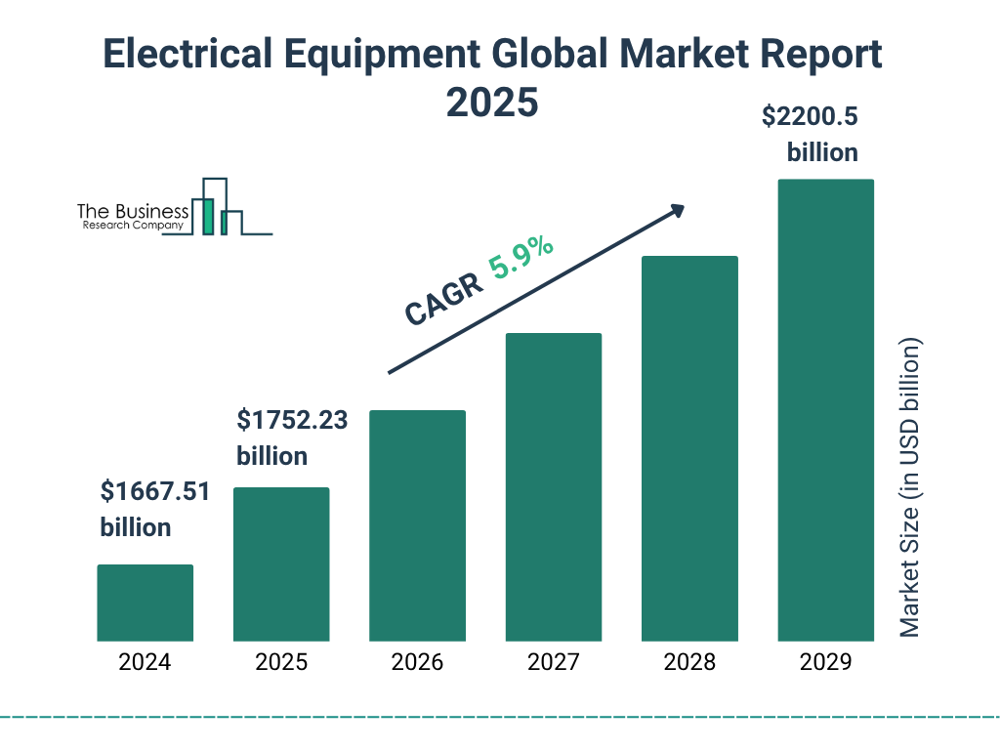 Electrical Equipment Global Market Report
2025
$2200.5
billion
The Business
Research Company
CAGR 5.9%
$1752.23
billion
$1667.51
billion
Market Size (in USD billion)
2024 2025 2026 2027 2028 2029